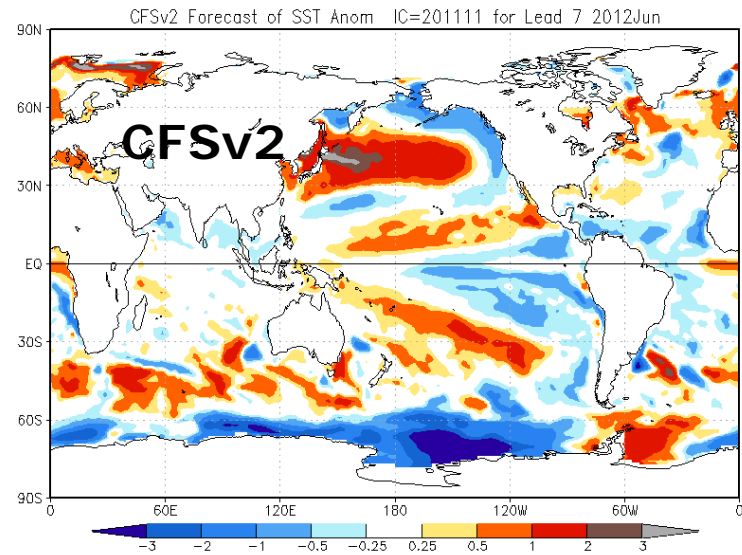 CFSv2 Forecast of SST Anom IC=201111 for Lead 7 2012Jun
90N
60N
CFSv2
30N
EQ
30S
60S
90S
0 60E 120E 180 120W 60W 0
-3 -2 -1 -0.5 -0.25 0.25 0.5 1 2 3